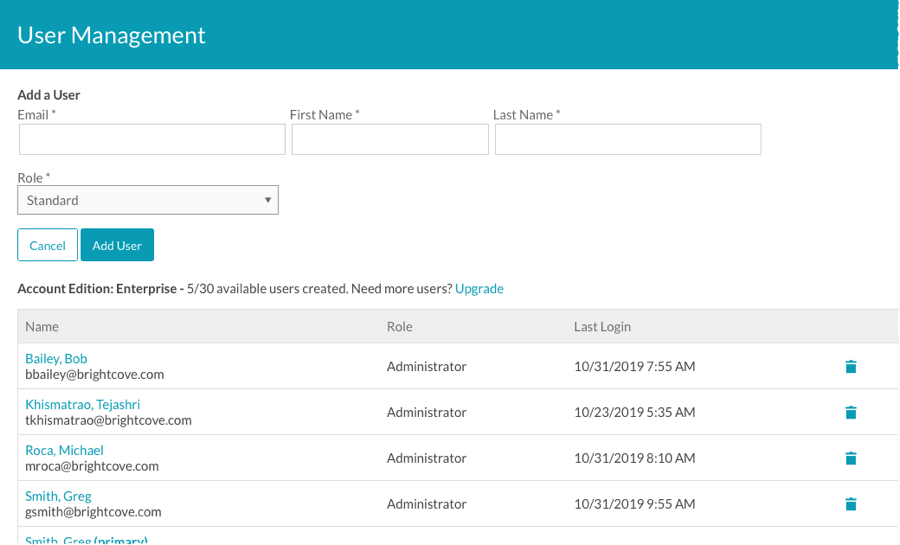 User Management
Add a User
Email * First Name * Last Name *
Role *
Standard
Cancel Add User
Account Edition: Enterprise - 5/30 available users created. Need more users? Upgrade
Name Role Last Login
Bailey, Bob
bbailey@brightcove.com Administrator 10/31/2019 7:55 AM
Khismatrao, Tejashri
tkhismatrao@brightcove.com Administrator 10/23/2019 5:35 AM
Roca, Michael
mroca@brightcove.com Administrator 10/31/2019 8:10 AM
Smith, Greg
gsmith@brightcove.com Administrator 10/31/2019 9:55 AM
Smith, Greg (primary)